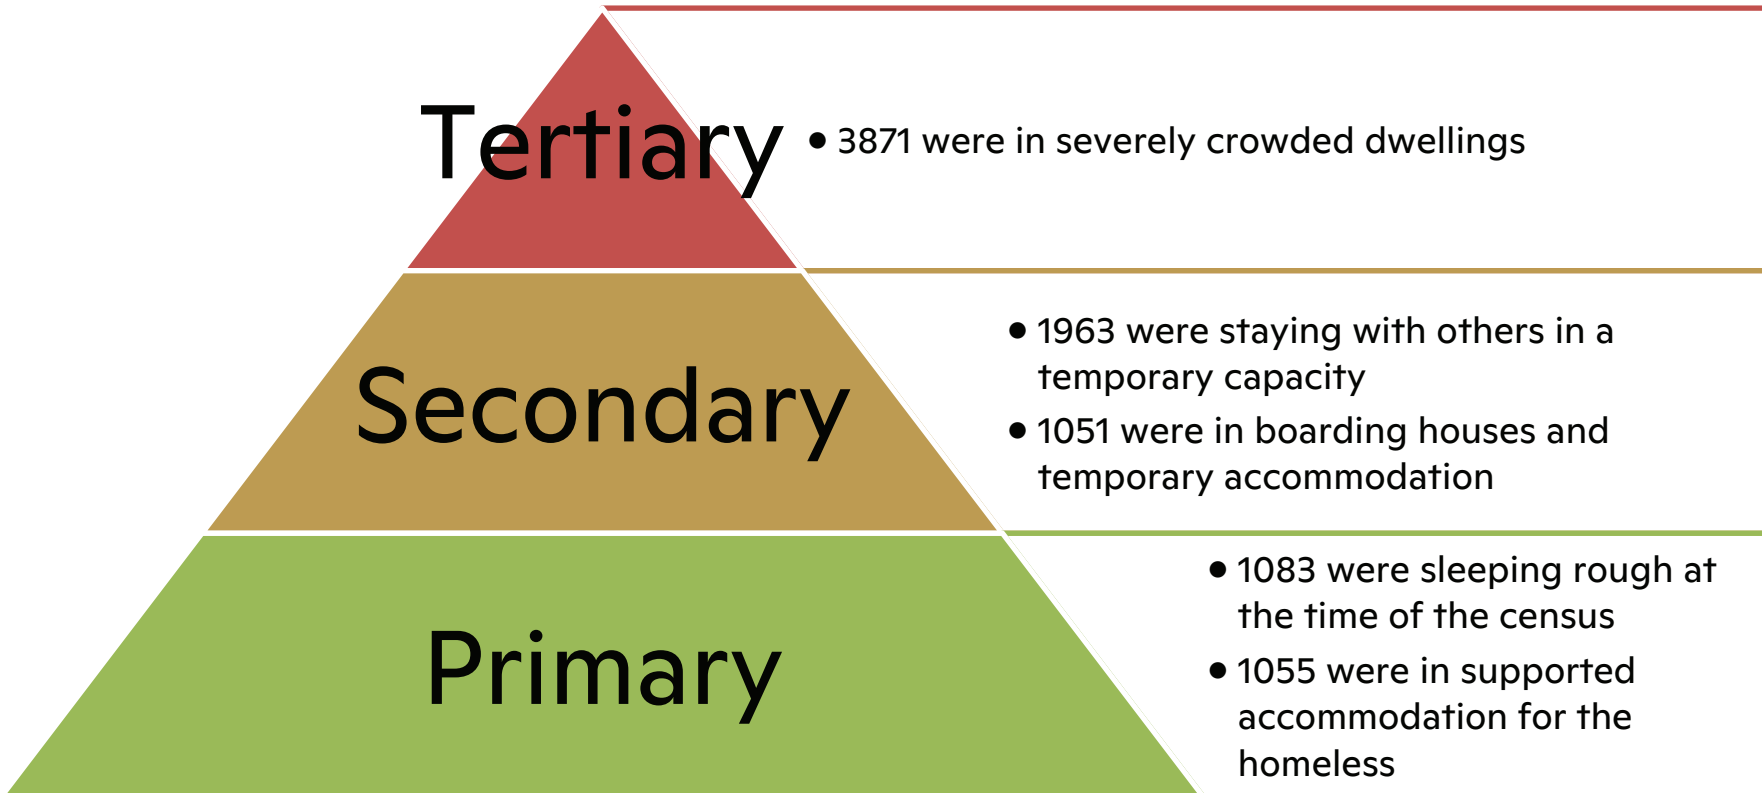 Tertiary
• 3871 were in severely crowded dwellings
Secondary
• 1963 were staying with others in a
temporary capacity
• 1051 were in boarding houses and
temporary accommodation
Primary
• 1083 were sleeping rough at
the time of the census
• 1055 were in supported
accommodation for the
homeless